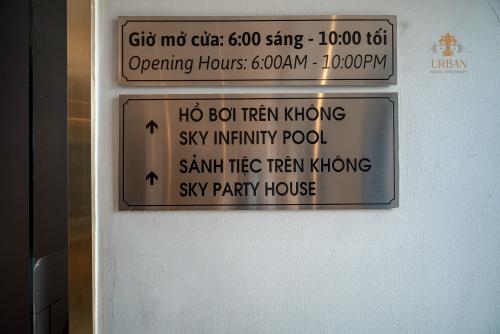 Giờ mở cửa: 6:00 sáng - 10:00 tối
Opening Hours: 6:00AM - 10:00PM
URBAN
HỒ BƠI TRÊN KHÔNG
SKY INFINITY POOL
SẢNH TIỆC TRÊN KHÔNG
SKY PARTY HOUSE